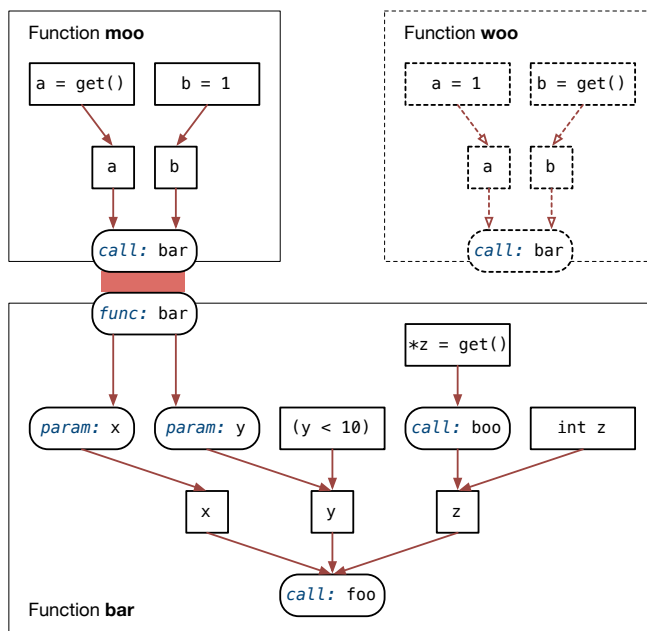 Function moo
Function woo
a = get()
b = 1
a = 1
b = get()
a
b
a
b
call: bar
call: bar
func: bar
*z = get()
param: x
param: y
(y < 10)
call: boo
int z
x
y
z
call: foo
Function bar